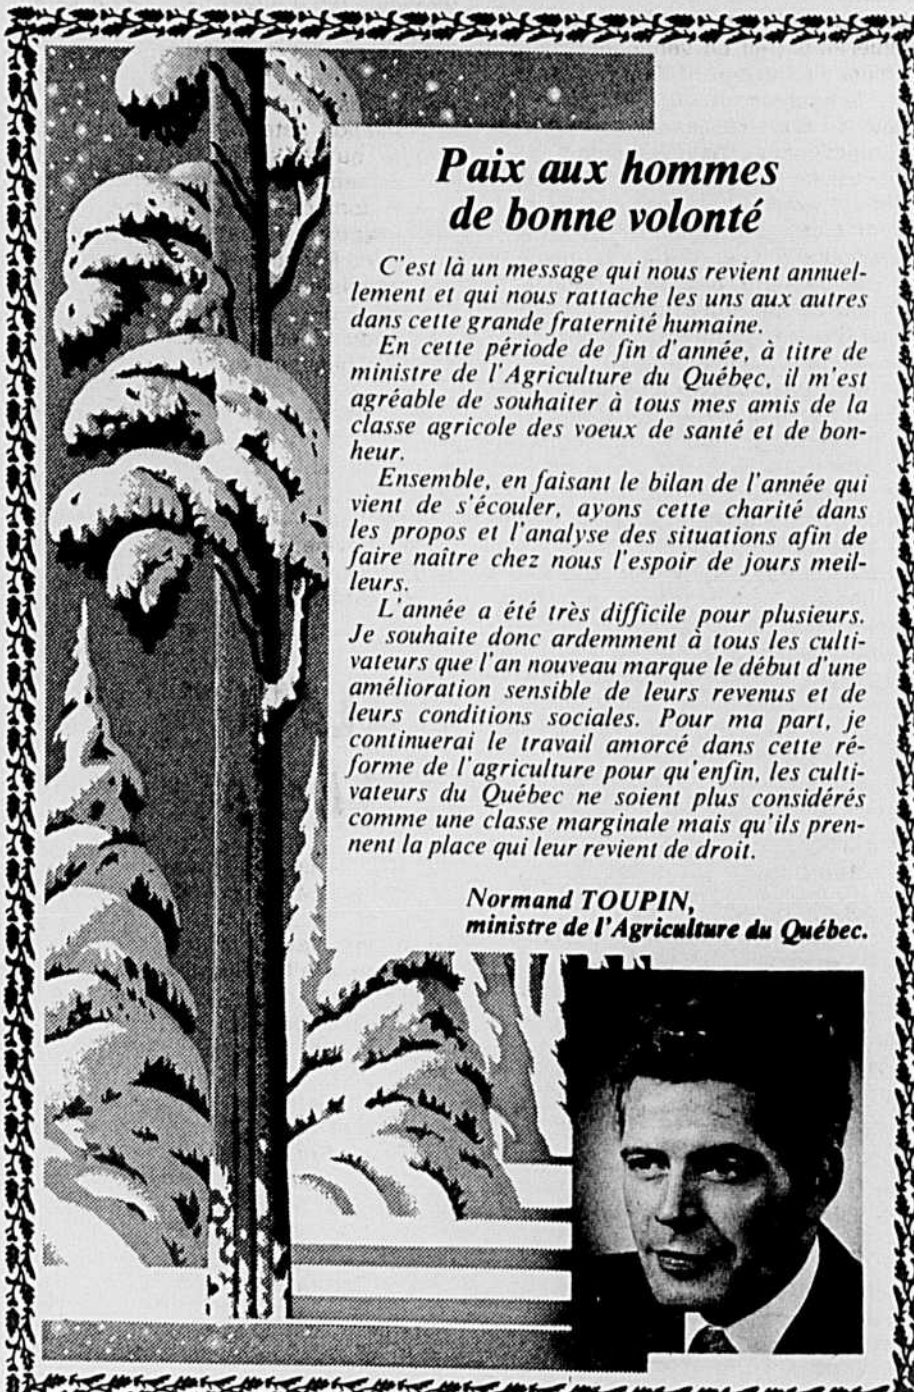 Paix aux hommes
de bonne volonté
C'est là un message qui nous revient annuel-
lement et qui nous rattache les uns aux autres
dans cette grande fraternité humaine.
En cette période de fin d'année, à titre de
ministre de l'Agriculture du Québec, il m'est
agréable de souhaiter à tous mes amis de la
classe agricole des voeux de santé et de bon-
heur.
Ensemble, en faisant le bilan de l'année qui
vient de s'écouler, ayons cette charité dans
les propos et l'analyse des situations afin de
faire naître chez nous l'espoir de jours meil-
leurs.
L'année a été très difficile pour plusieurs.
Je souhaite donc ardemment à tous les culti-
vateurs que l'an nouveau marque le début d'une
amélioration sensible de leurs revenus et de
leurs conditions sociales. Pour ma part, je
continuerai le travail amorcé dans cette ré-
forme de l'agriculture pour qu'enfin, les culti-
vateurs du Québec ne soient plus considérés
comme une classe marginale mais qu'ils pren-
nent la place qui leur revient de droit.
Normand TOUPIN,
ministre de l'Agriculture du Québec.